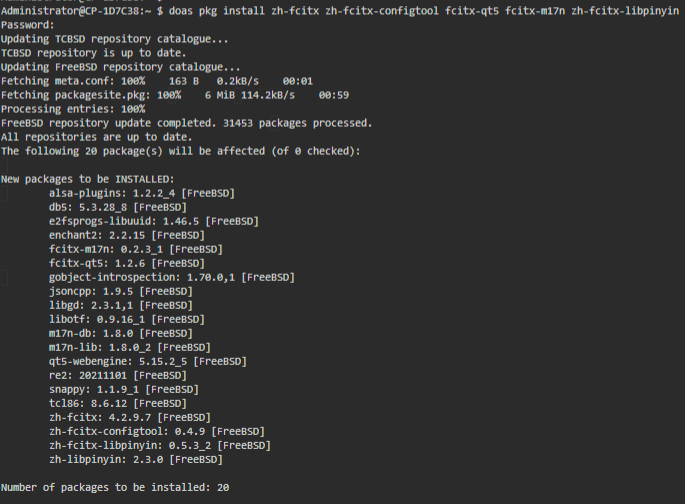 Administrator@CP-1D7C38:~ $ doas pkg install zh-fcitx zh-fcitx-configtool fcitx-qt5 fcitx-m17n zh-fcitx-libpinyin
Password:
Updating TCBSD repository catalogue...
TCBSD repository is up to date.
Updating FreeBSD repository catalogue...
Fetching meta.conf: 100%    163 B   0.2kB/s    00:01
Fetching packagesite.pkg: 100%    6 MiB 114.2kB/s    00:59
Processing entries: 100%
FreeBSD repository update completed. 31453 packages processed.
All repositories are up to date.
The following 20 package(s) will be affected (of 0 checked):
New packages to be INSTALLED:
alsa-plugins: 1.2.2_4 [FreeBSD]
db5: 5.3.28_8 [FreeBSD]
e2fsprogs-libuuid: 1.46.5 [FreeBSD]
enchant2: 2.2.15 [FreeBSD]
fcitx-m17n: 0.2.3_1 [FreeBSD]
fcitx-qt5: 1.2.6 [FreeBSD]
gobject-introspection: 1.70.0,1 [FreeBSD]
jsoncpp: 1.9.5 [FreeBSD]
libgd: 2.3.1,1 [FreeBSD]
libotf: 0.9.16_1 [FreeBSD]
m17n-db: 1.8.0 [FreeBSD]
m17n-lib: 1.8.0_2 [FreeBSD]
qt5-webengine: 5.15.2_5 [FreeBSD]
re2: 20211101 [FreeBSD]
snappy: 1.1.9_1 [FreeBSD]
tcl86: 8.6.12 [FreeBSD]
zh-fcitx: 4.2.9.7 [FreeBSD]
zh-fcitx-configtool: 0.4.9 [FreeBSD]
zh-fcitx-libpinyin: 0.5.3_2 [FreeBSD]
zh-libpinyin: 2.3.0 [FreeBSD]
Number of packages to be installed: 20